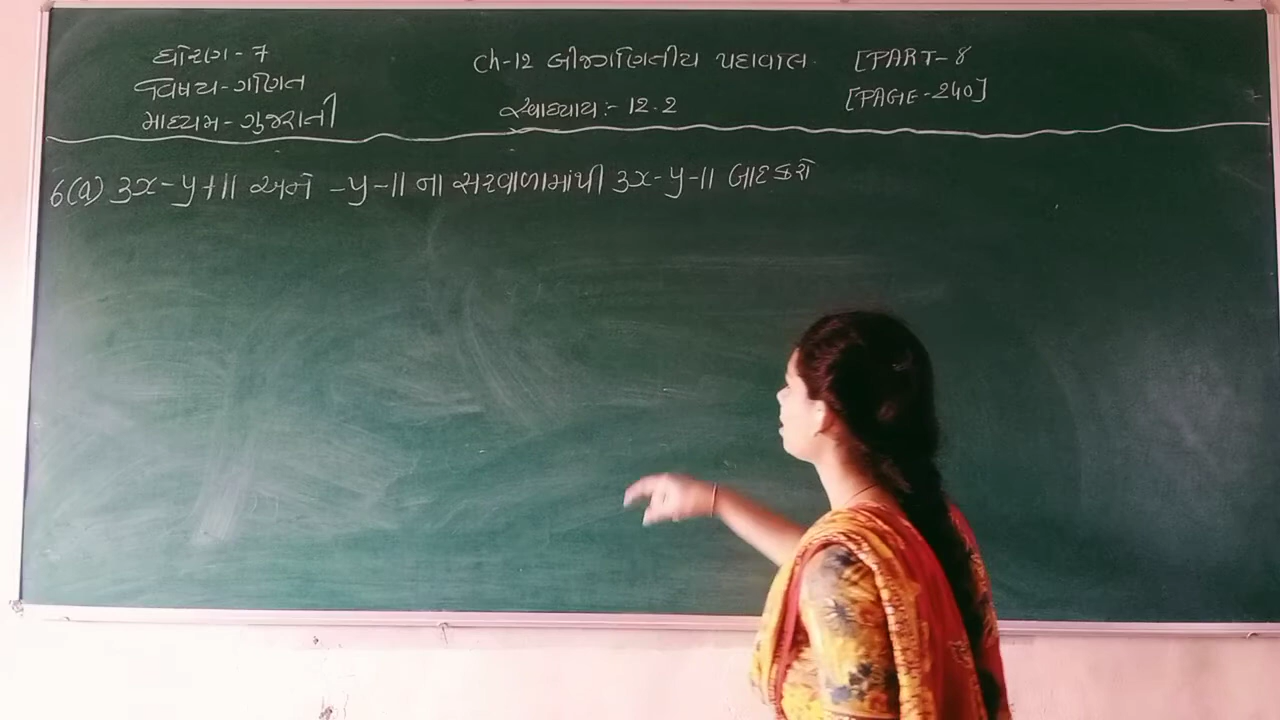 ધોરણ - 7
વિષય - ગણિત
માધ્યમ - ગુજરાતી
Ch-12 બીજગણિતીય પદાવલિ.
સ્વાધ્યાય :- 12.2
[PART-8
[PAGE-240]
6(a) 3x-y+11 અને -y-11 ના સરવાળામાંથી 3x-y-11 બાદ કરો